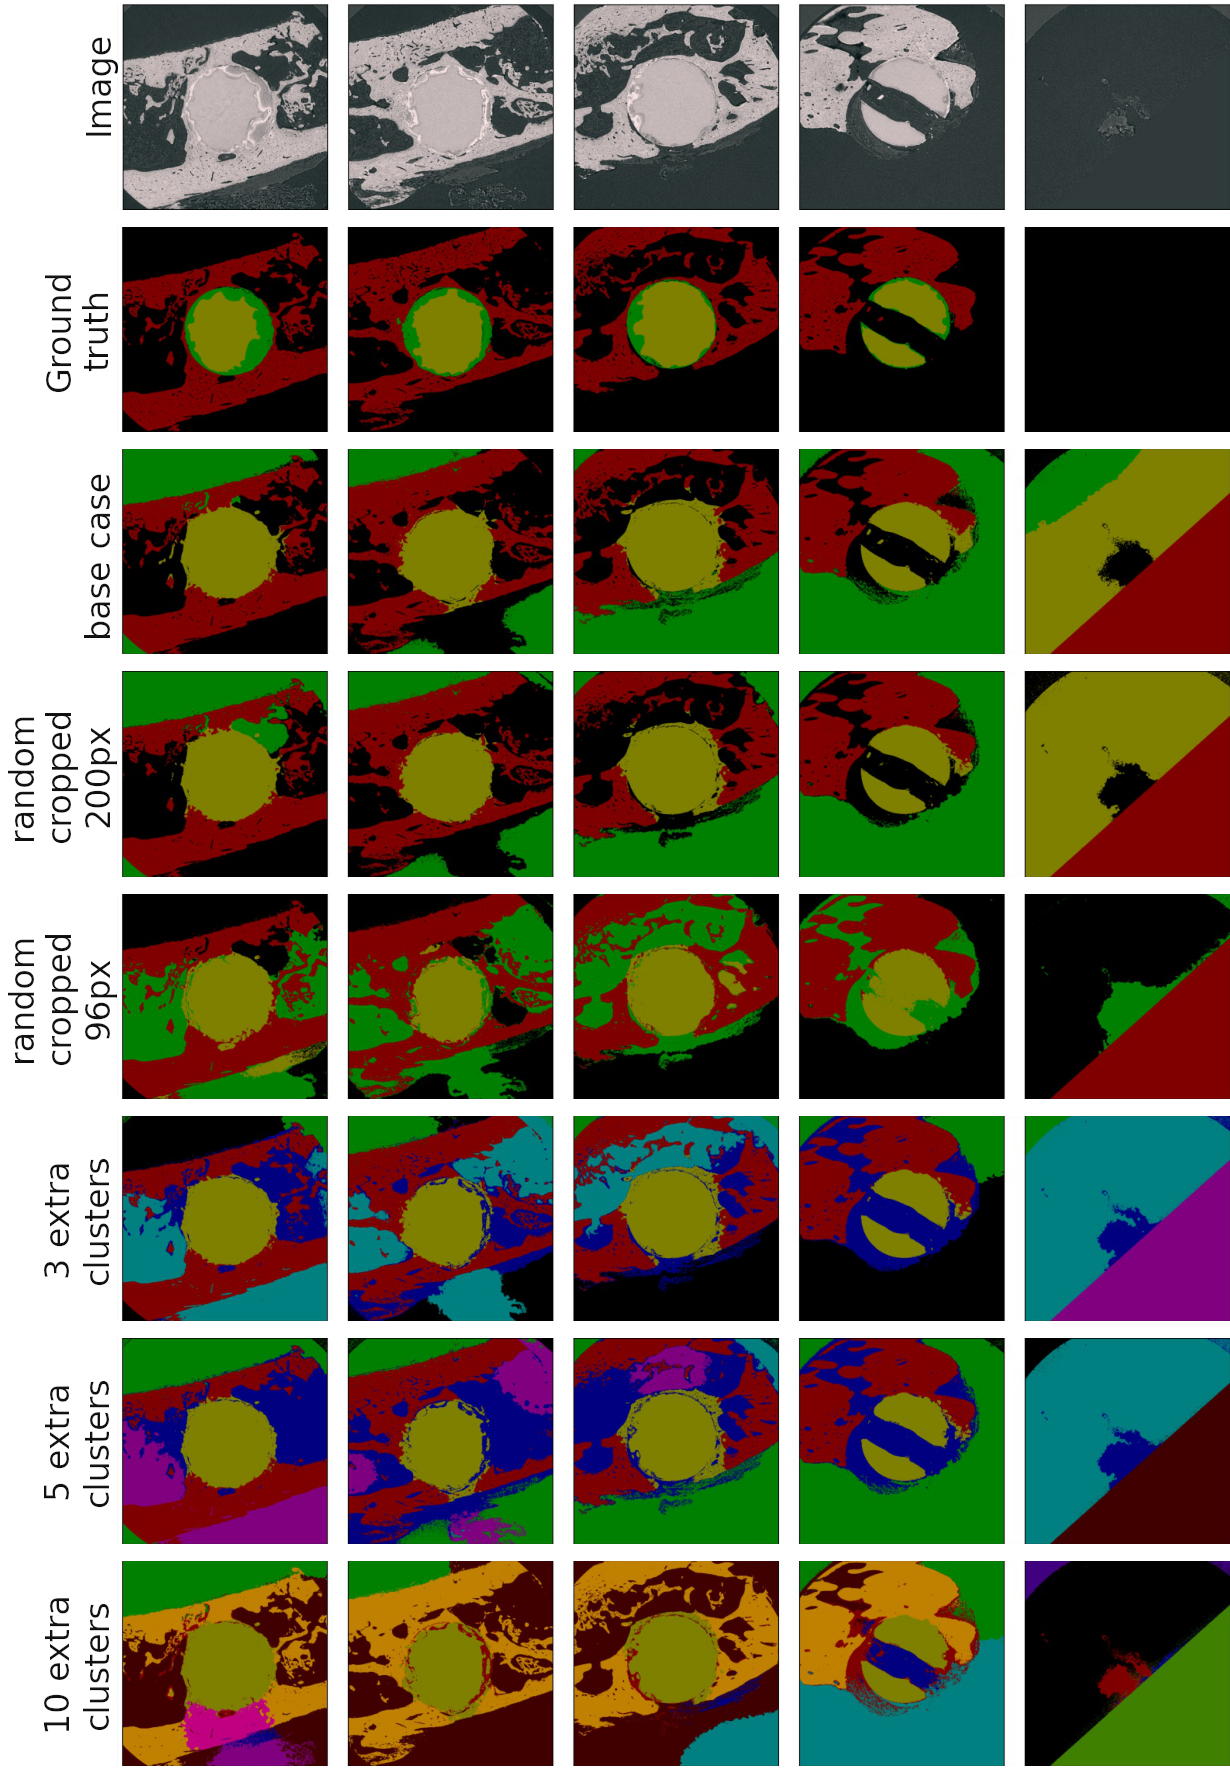 Image
Ground
truth
base case
random
cropped
200px
random
cropped
96px
3 extra
clusters
5 extra
clusters
10 extra
clusters